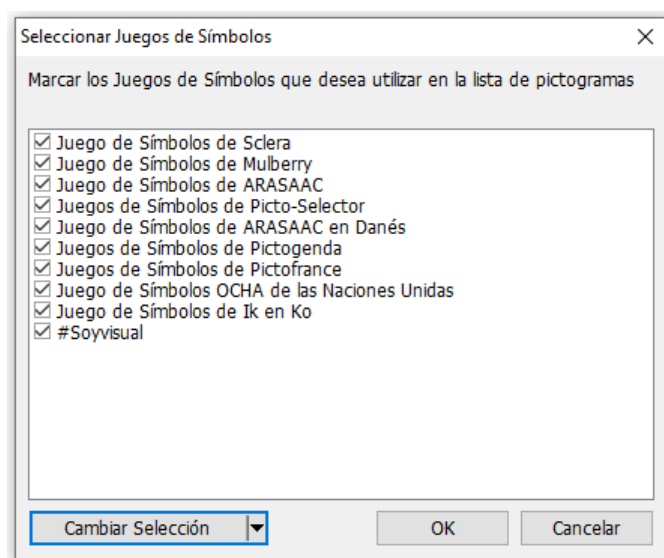 Seleccionar Juegos de Símbolos
Marcar los Juegos de Símbolos que desea utilizar en la lista de pictogramas
Juego de Símbolos de Sclera
Juego de Símbolos de Mulberry
Juego de Símbolos de ARASAAC
Juegos de Símbolos de Picto-Selector
Juego de Símbolos de ARASAAC en Danés
Juegos de Símbolos de Pictogenda
Juegos de Símbolos de Pictofrance
Juego de Símbolos OCHA de las Naciones Unidas
Juego de Símbolos de Ik en Ko
#Soyvisual
Cambiar Selección OK Cancelar